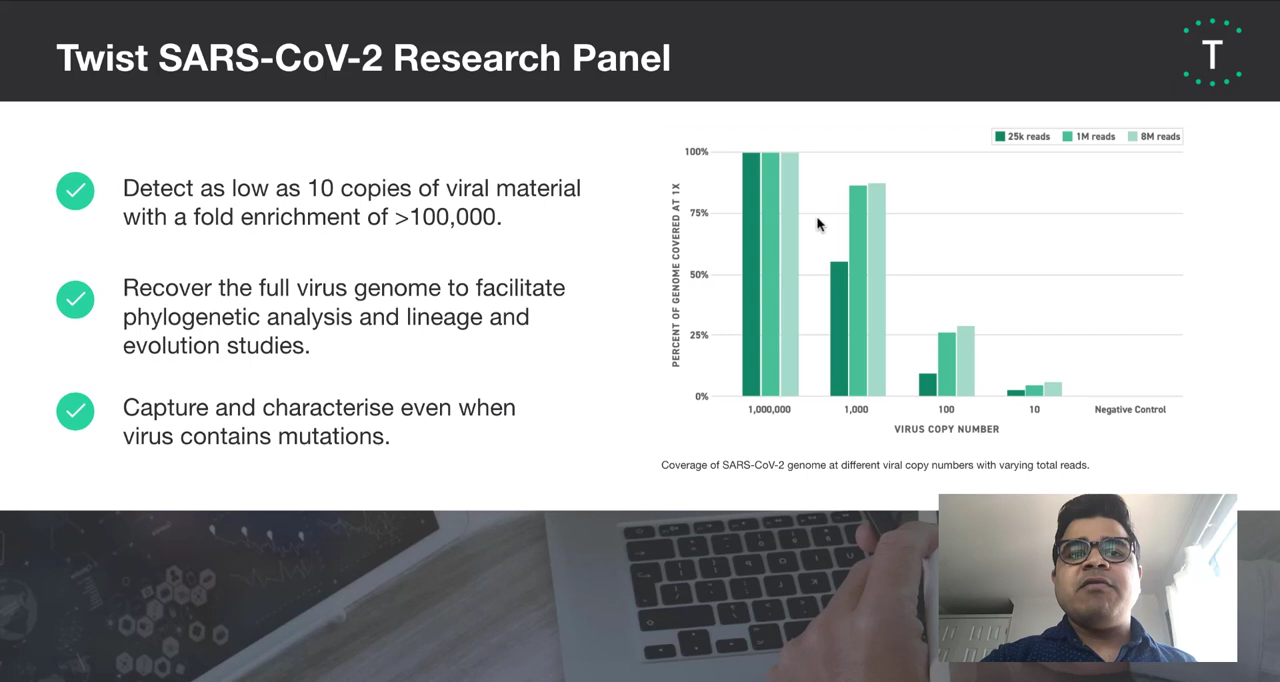 Twist SARS-CoV-2 Research Panel
T
Detect as low as 10 copies of viral material
with a fold enrichment of >100,000.
Recover the full virus genome to facilitate
phylogenetic analysis and lineage and
evolution studies.
Capture and characterise even when
virus contains mutations.
25k reads 1M reads 8M reads
PERCENT OF GENOME COVERED AT 1X
100%
75%
50%
25%
0%
1,000,000 1,000 100 10 Negative Control
VIRUS COPY NUMBER
Coverage of SARS-CoV-2 genome at different viral copy numbers with varying total reads.